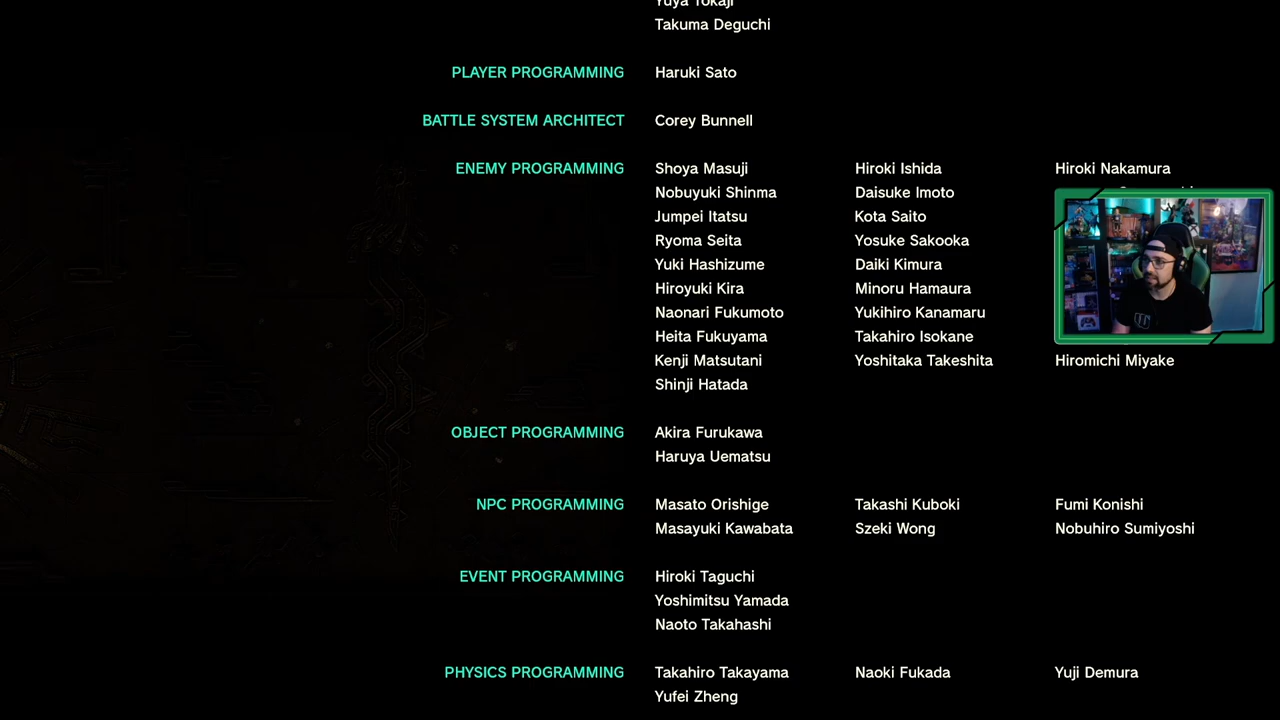 Yuya Tokaji
Takuma Deguchi
PLAYER PROGRAMMING Haruki Sato
BATTLE SYSTEM ARCHITECT Corey Bunnell
ENEMY PROGRAMMING Shoya Masuji Hiroki Ishida Hiroki Nakamura
Nobuyuki Shinma Daisuke Imoto
Jumpei Itatsu Kota Saito
Ryoma Seita Yosuke Sakooka
Yuki Hashizume Daiki Kimura
Hiroyuki Kira Minoru Hamaura
Naonari Fukumoto Yukihiro Kanamaru
Heita Fukuyama Takahiro Isokane
Kenji Matsutani Yoshitaka Takeshita Hiromichi Miyake
Shinji Hatada
OBJECT PROGRAMMING Akira Furukawa
Haruya Uematsu
NPC PROGRAMMING Masato Orishige Takashi Kuboki Fumi Konishi
Masayuki Kawabata Szeki Wong Nobuhiro Sumiyoshi
EVENT PROGRAMMING Hiroki Taguchi
Yoshimitsu Yamada
Naoto Takahashi
PHYSICS PROGRAMMING Takahiro Takayama Naoki Fukada Yuji Demura
Yufei Zheng